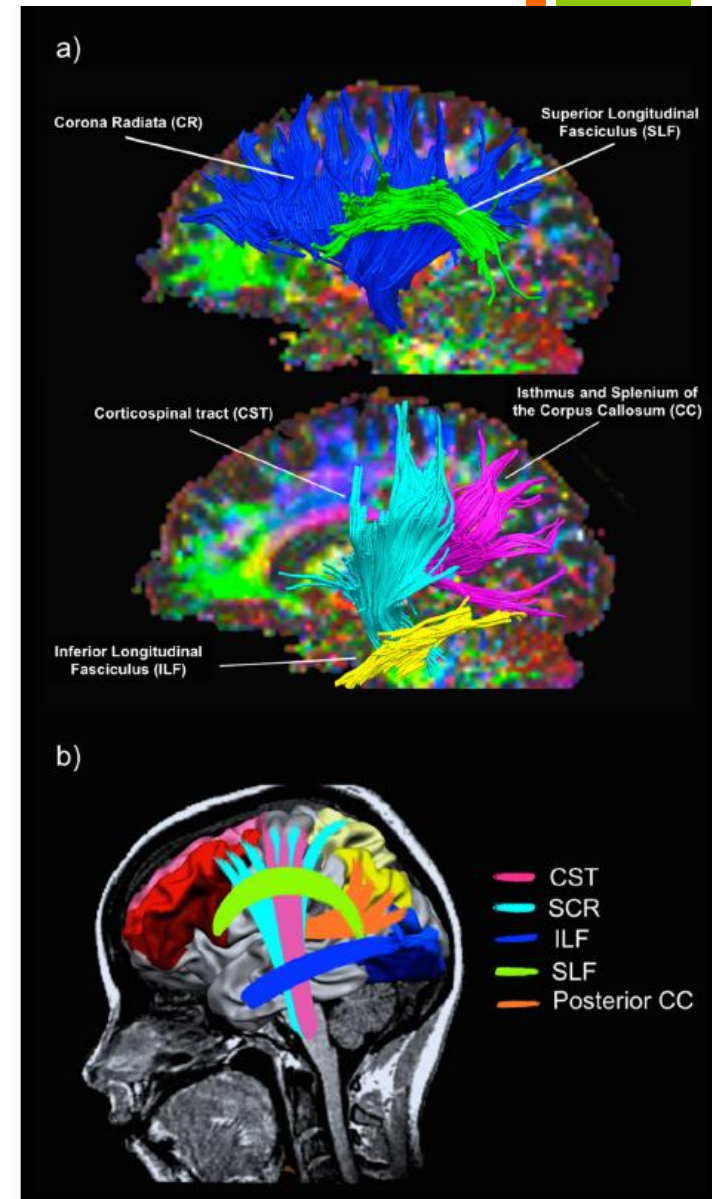 a)
Corona Radiata (CR)
Superior Longitudinal
Fasciculus (SLF)
Corticospinal tract (CST)
Isthmus and Splenium of
the Corpus Callosum (CC)
Inferior Longitudinal
Fasciculus (ILF)
b)
CST
SCR
ILF
SLF
Posterior CC